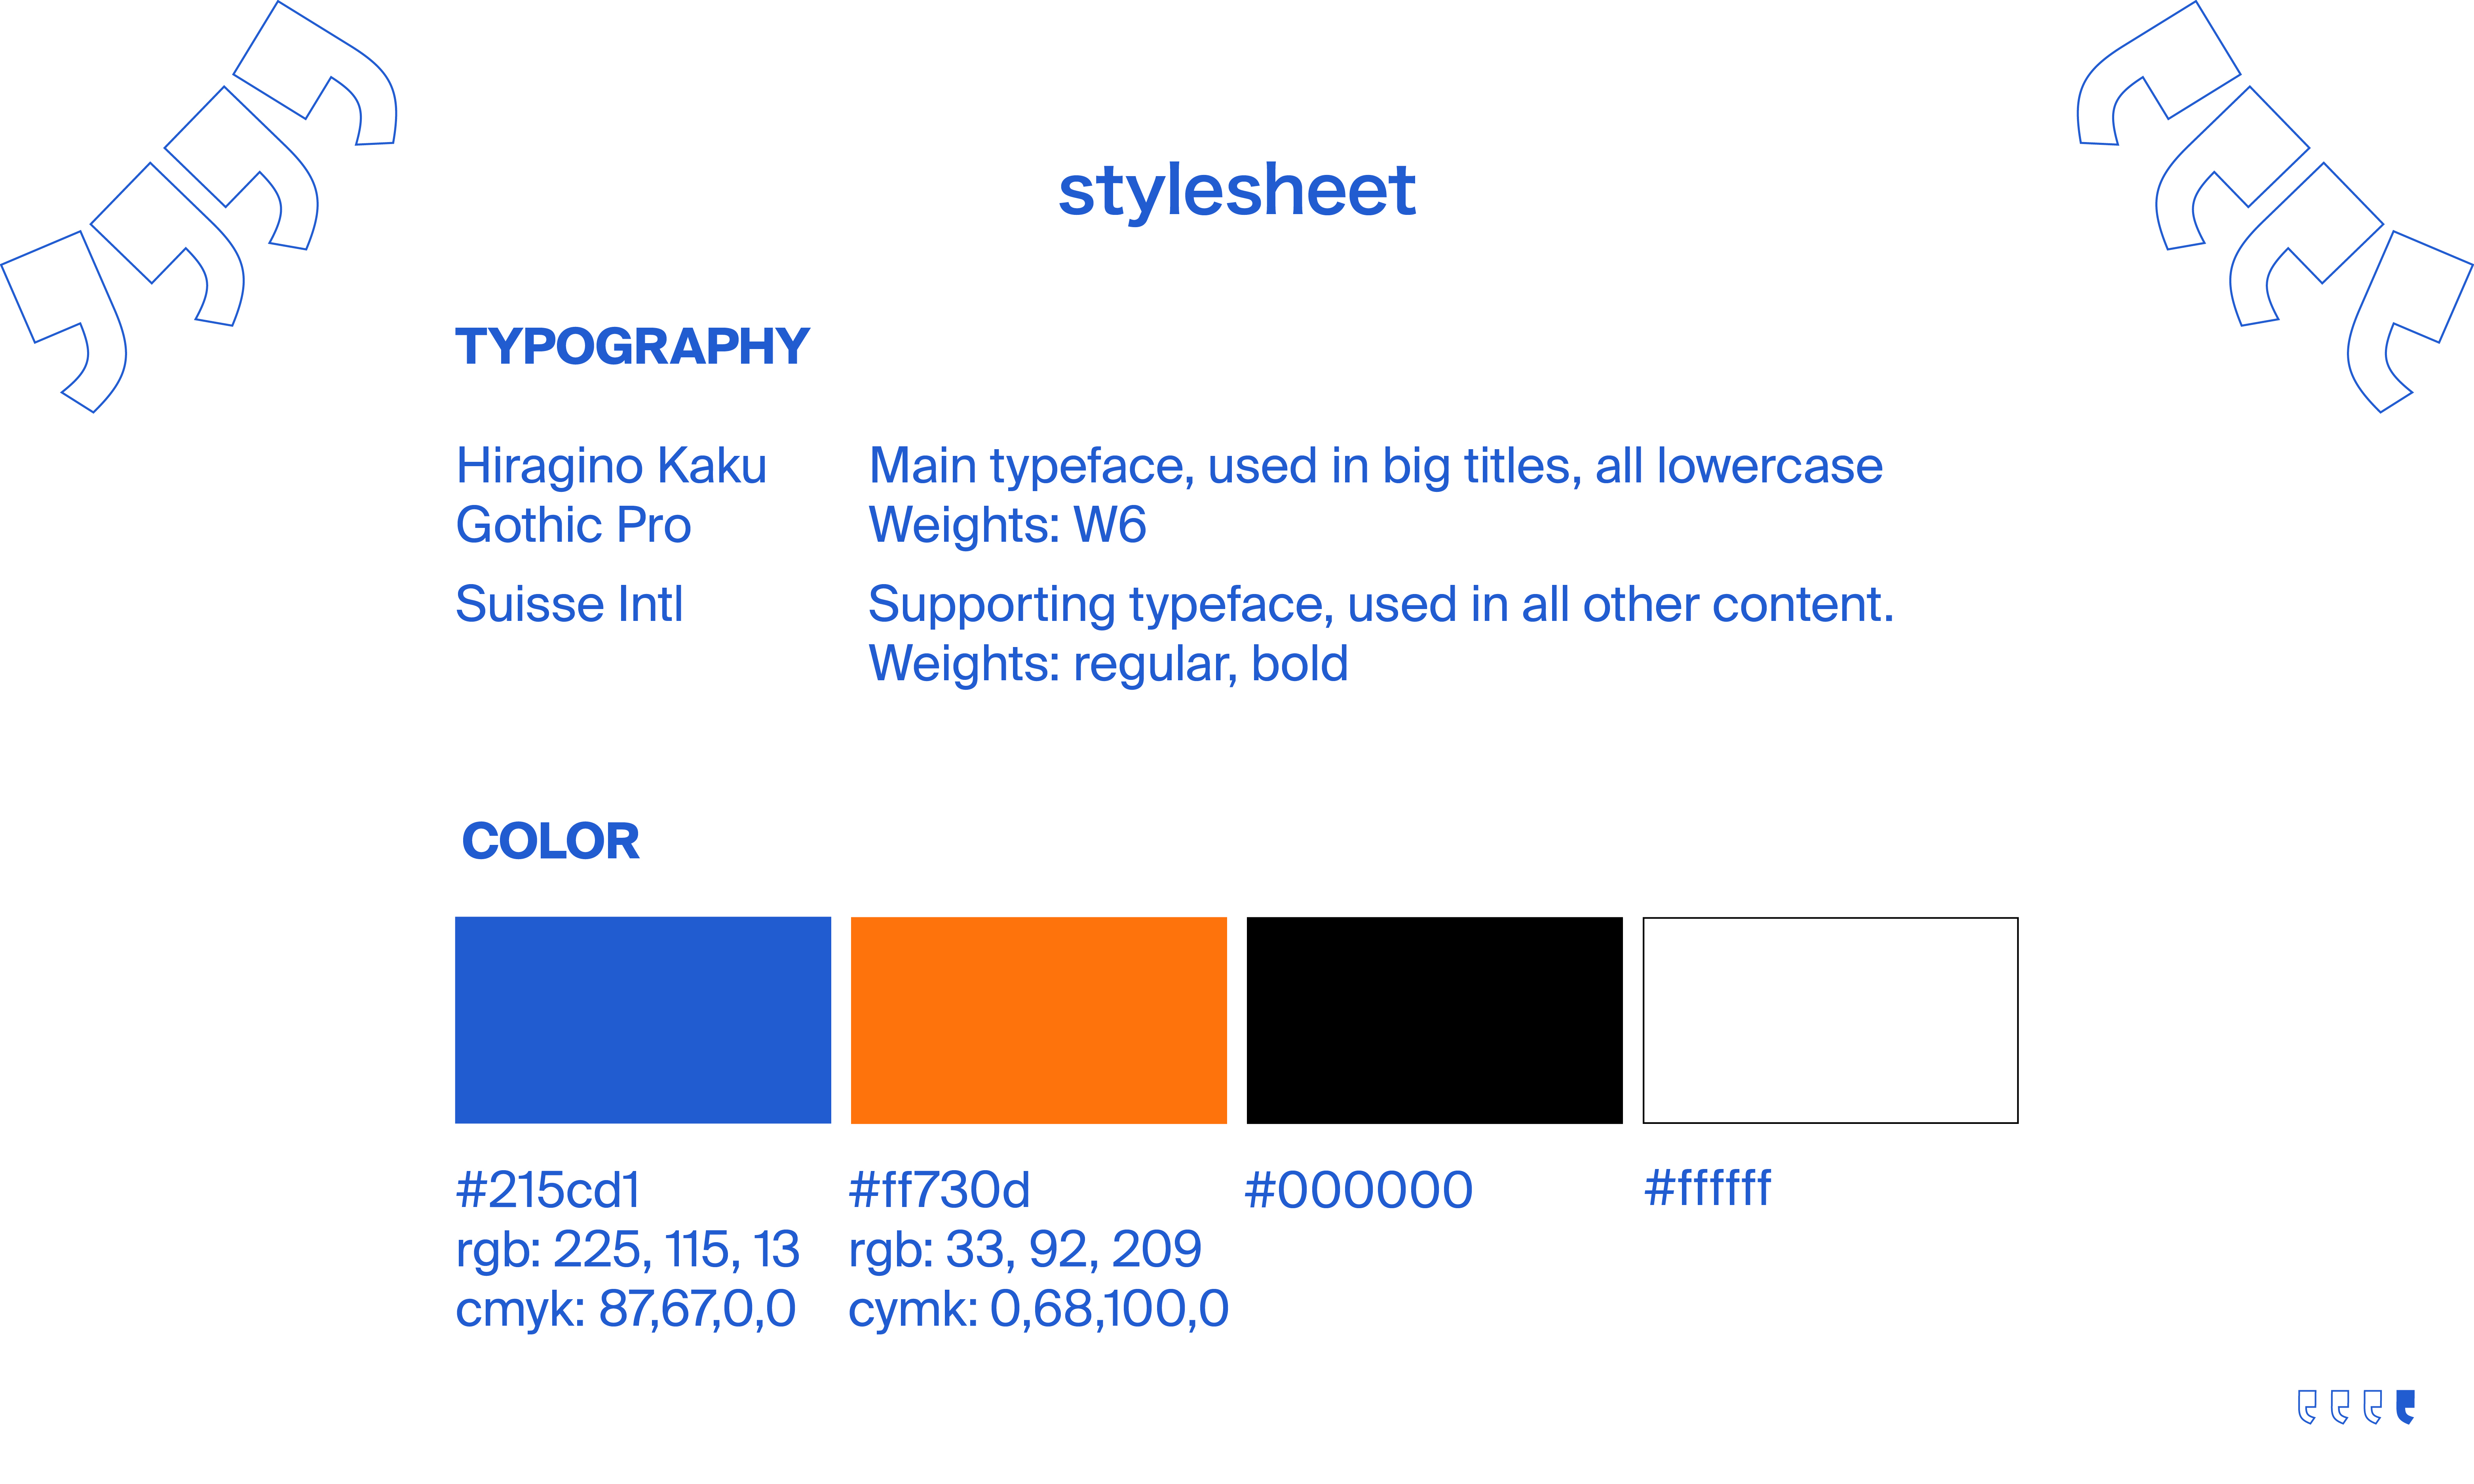 stylesheet
TYPOGRAPHY
Hiragino Kaku
Gothic Pro
Main typeface, used in big titles, all lowercase
Weights: W6
Suisse Intl
Supporting typeface, used in all other content.
Weights: regular, bold
COLOR
#215cd1
rgb: 225, 115, 13
cmyk: 87,67,0,0
#ff730d
rgb: 33, 92, 209
cymk: 0,68,100,0
#000000
#ffffff